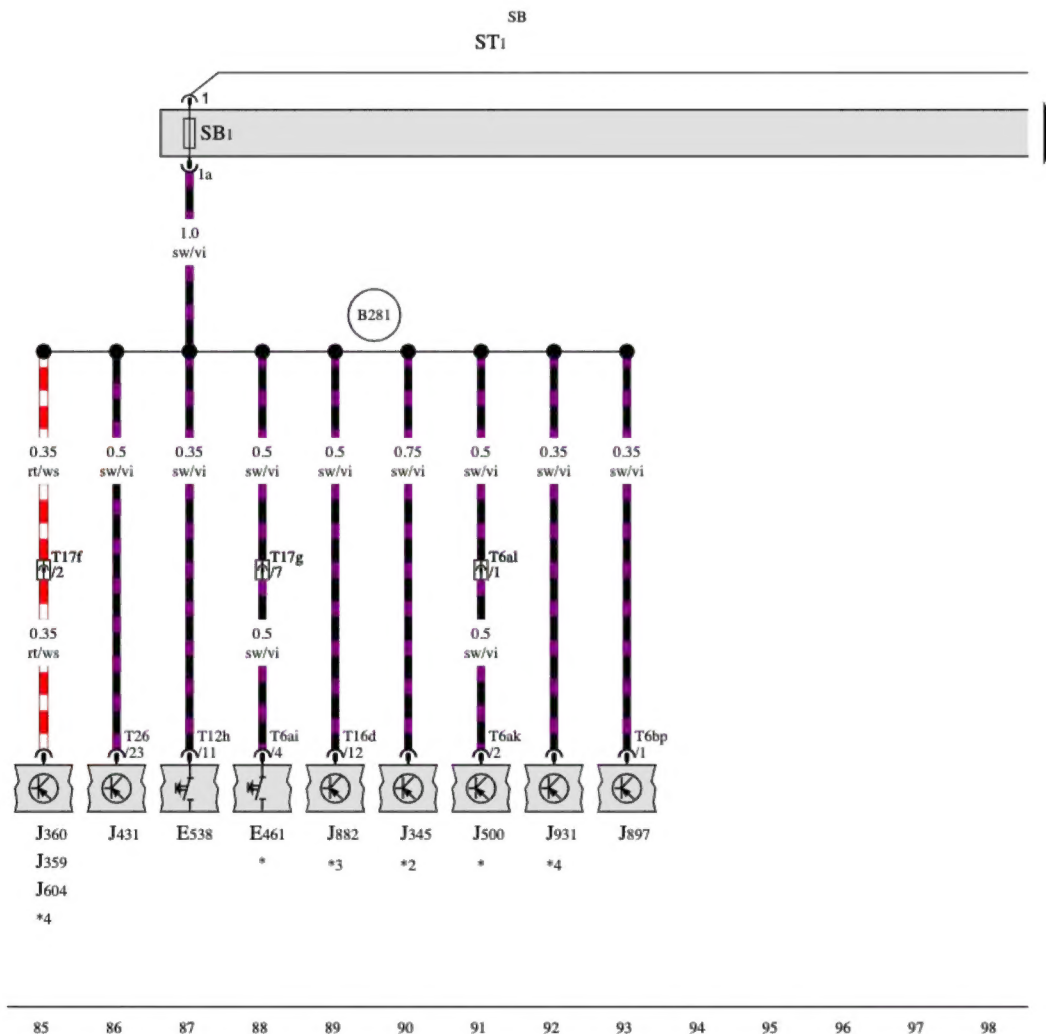 SB
ST1
1
SB1
1a
1.0
sw/vi
B281
0.35 0.5 0.35 0.5 0.5 0.75 0.5 0.35 0.35
rt/ws sw/vi sw/vi sw/vi sw/vi sw/vi sw/vi sw/vi sw/vi
T17f T17g T6al
/2 /7 /1
0.35 0.5 0.5
rt/ws sw/vi sw/vi
T26 T12h T6ai T16d T6ak T6bp
/23 /11 /4 /12 /2 /1
J360 J431 E538 E461 J882 J345 J500 J931 J897
J359 * *3 *2 * *4
J604
*4
85 86 87 88 89 90 91 92 93 94 95 96 97 98